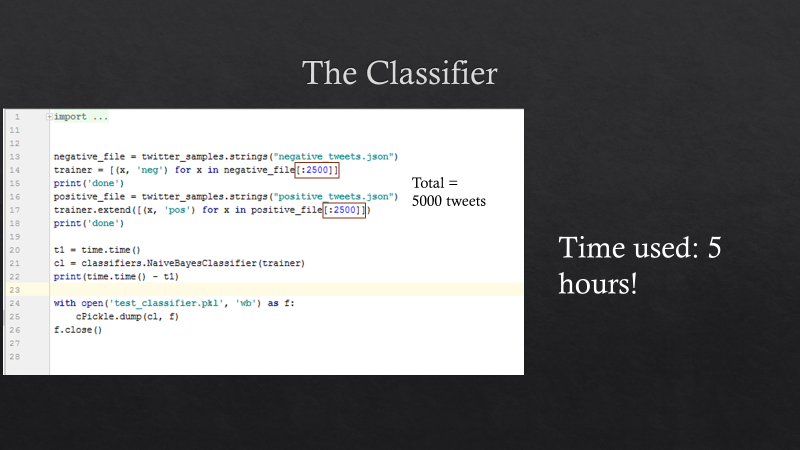 The Classifier
1 import ...
11
12
13 negative_file = twitter_samples.strings("negative_tweets.json")
14 trainer = [(x, 'neg') for x in negative_file[:2500]]
15 print('done')
16 positive_file = twitter_samples.strings("positive_tweets.json")
17 trainer.extend([(x, 'pos') for x in positive_file[:2500]])
18 print('done')
19
20 t1 = time.time()
21 cl = classifiers.NaiveBayesClassifier(trainer)
22 print(time.time() - t1)
23
24 with open('test_classifier.pkl', 'wb') as f:
25 cPickle.dump(cl, f)
26 f.close()
27
28
Total =
5000 tweets
Time used: 5
hours!